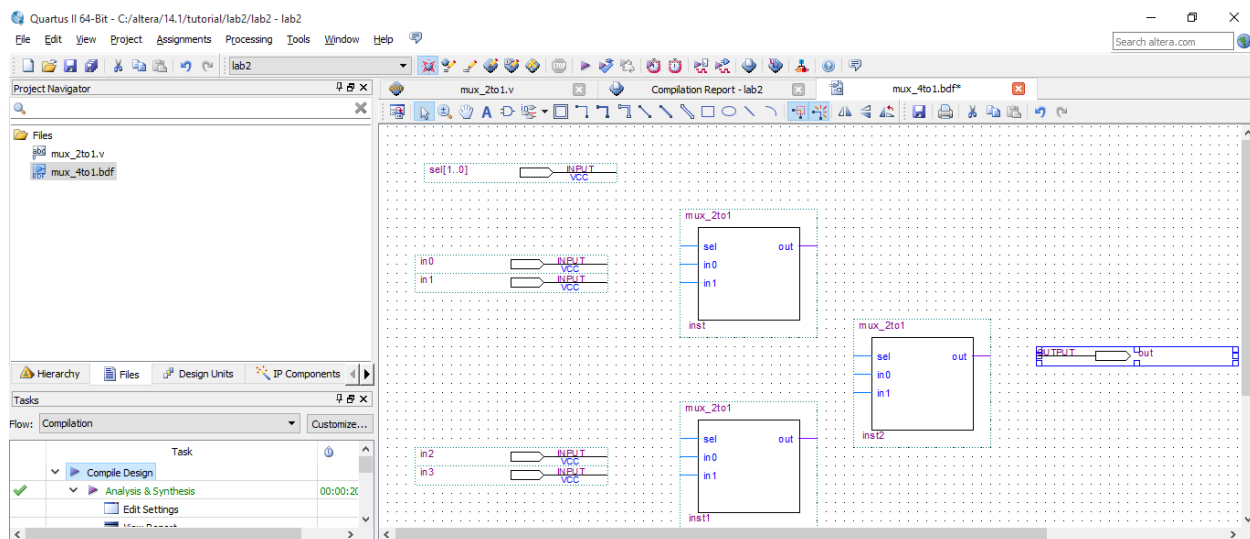 Quartus II 64-Bit - C:/altera/14.1/tutorial/lab2/lab2 - lab2
File Edit View Project Assignments Processing Tools Window Help
Search altera.com
lab2
Project Navigator
Files
mux_2to1.v
mux_4to1.bdf
Hierarchy Files Design Units IP Components
Tasks
Flow: Compilation Customize...
Task
Compile Design
Analysis & Synthesis 00:00:20
Edit Settings
View Report
mux_2to1.v Compilation Report - lab2 mux_4to1.bdf*
sel[1..0] INPUT
VCC
mux_2to1
sel out
in0
in1
inst
in0 INPUT
VCC
in1 INPUT
VCC
mux_2to1
sel out
in0
in1
inst2
OUTPUT out
mux_2to1
sel out
in0
in1
inst1
in2 INPUT
VCC
in3 INPUT
VCC